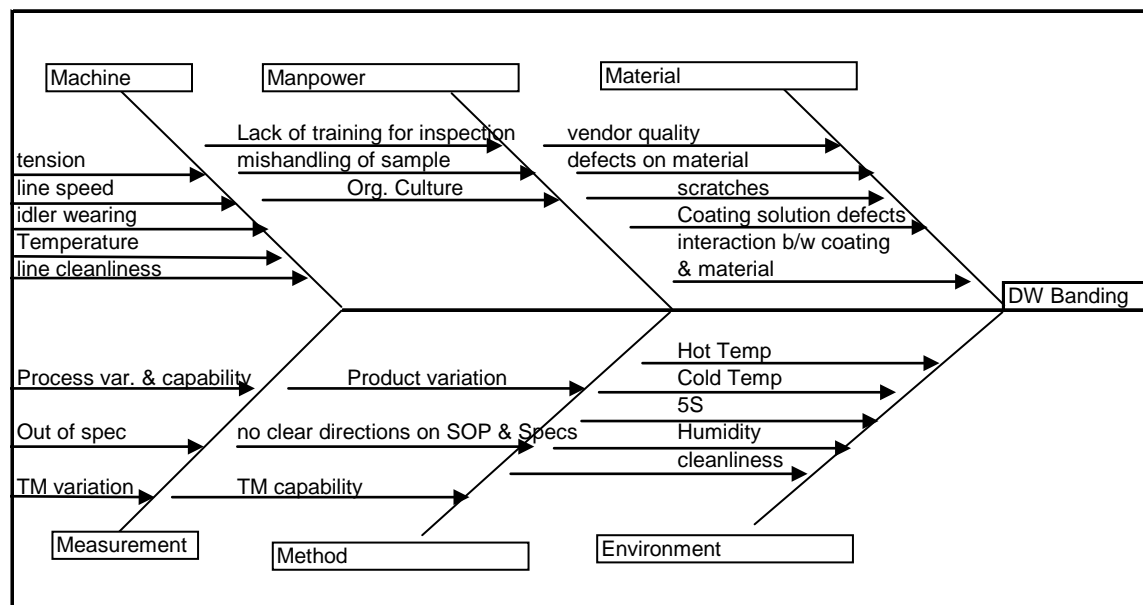 Machine
Manpower
Material
Lack of training for inspection
vendor quality
tension
mishandling of sample
defects on material
line speed
Org. Culture
scratches
idler wearing
Coating solution defects
Temperature
interaction b/w coating
line cleanliness
& material
DW Banding
Hot Temp
Process var. & capability
Product variation
Cold Temp
5S
Out of spec
no clear directions on SOP & Specs
Humidity
cleanliness
TM variation
TM capability
Measurement
Method
Environment